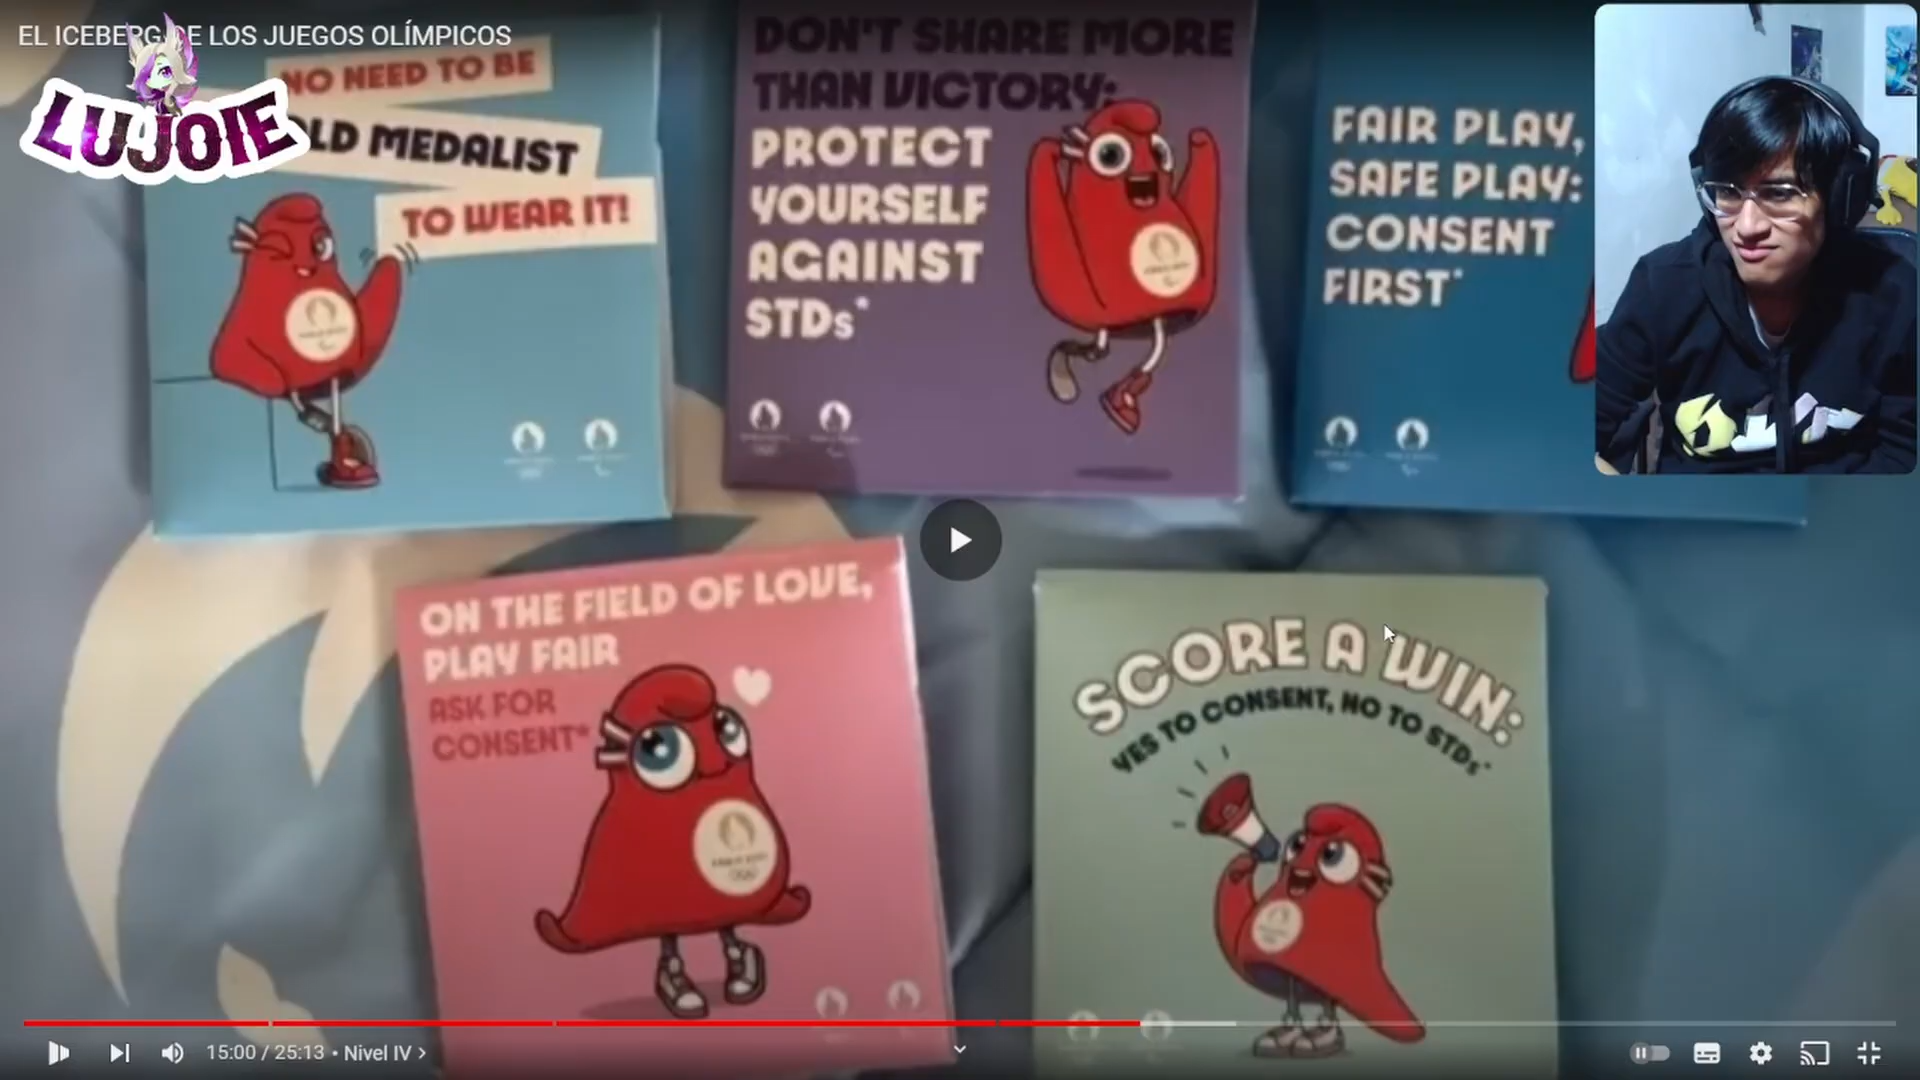 EL ICEBERG DE LOS JUEGOS OLÍMPICOS
LUJOIE
NO NEED TO BE
OLD MEDALIST
TO WEAR IT!
DON'T SHARE MORE
THAN VICTORY:
PROTECT
YOURSELF
AGAINST
STDs*
FAIR PLAY,
SAFE PLAY:
CONSENT
FIRST*
ON THE FIELD OF LOVE,
PLAY FAIR
ASK FOR
CONSENT*
SCORE A WIN:
YES TO CONSENT, NO TO STDs*
15:00 / 25:13 • Nivel IV >